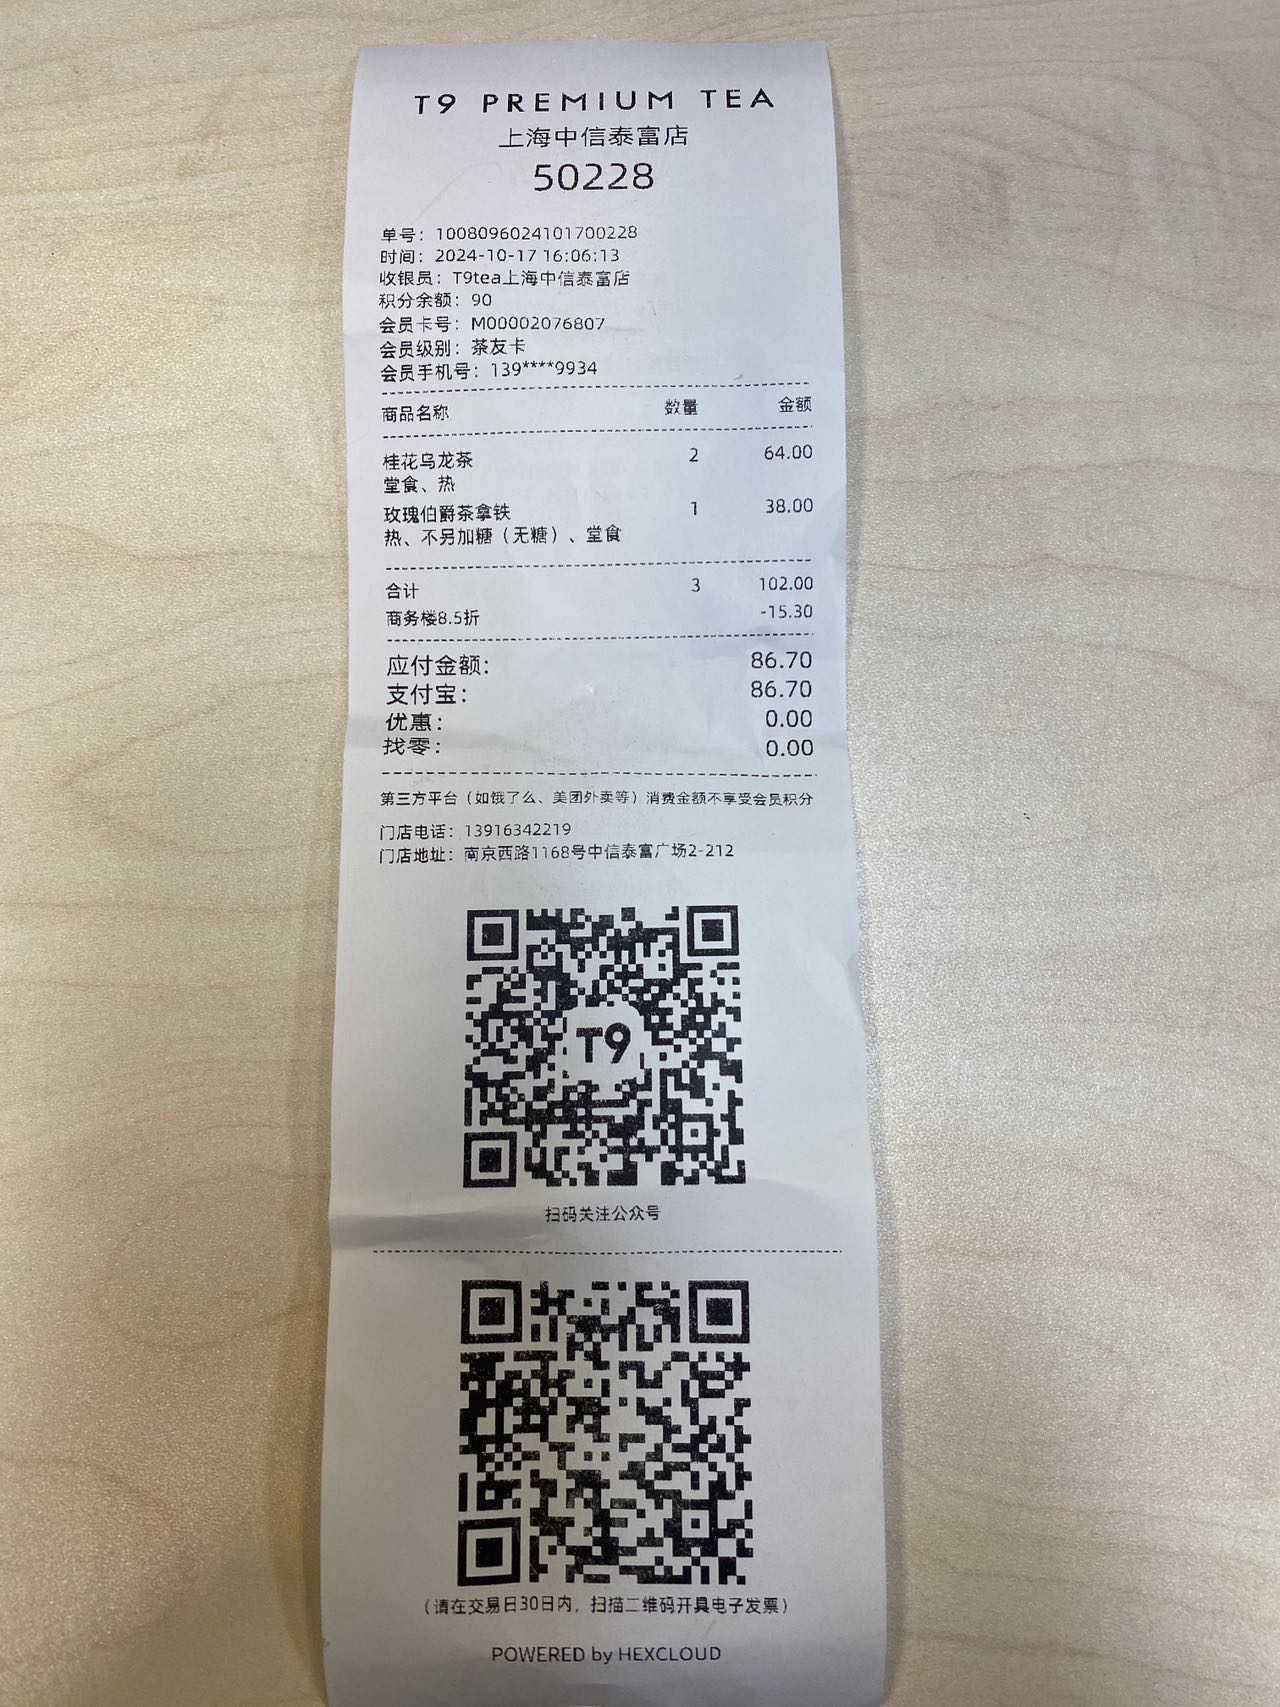 T9 PREMIUM TEA
上海中信泰富店
50228
单号：1008096024101700228
时间：2024-10-17 16:06:13
收银员：T9tea上海中信泰富店
积分余额：90
会员卡号：M00002076807
会员级别：茶友卡
会员手机号：139****9934
商品名称 数量 金额
桂花乌龙茶 2 64.00
堂食、热
玫瑰伯爵茶拿铁 1 38.00
热、不另加糖（无糖）、堂食
合计 3 102.00
商务楼8.5折 -15.30
应付金额: 86.70
支付宝: 86.70
优惠: 0.00
找零: 0.00
第三方平台（如饿了么、美团外卖等）消费金额不享受会员积分
门店电话：13916342219
门店地址：南京西路1168号中信泰富广场2-212
T9
扫码关注公众号
（请在交易日30日内，扫描二维码开具电子发票）
POWERED by HEXCLOUD